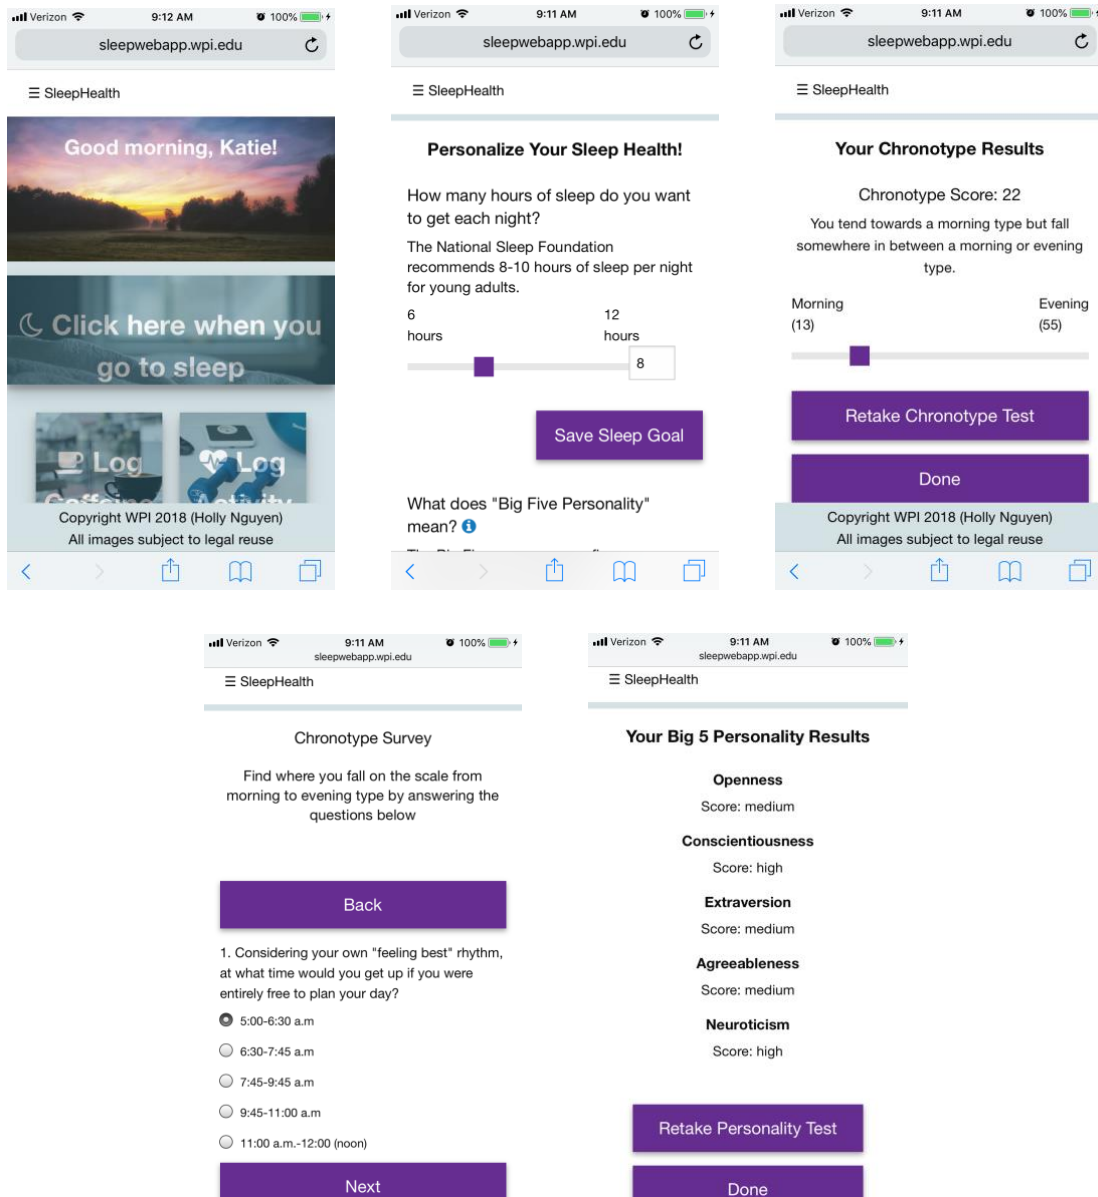 Verizon 9:12 AM 100%
sleepwebapp.wpi.edu
☰ SleepHealth
Good morning, Katie!
Click here when you
go to sleep
Log
Caffeine
Log
Activity
Copyright WPI 2018 (Holly Nguyen)
All images subject to legal reuse
Verizon 9:11 AM 100%
sleepwebapp.wpi.edu
☰ SleepHealth
Personalize Your Sleep Health!
How many hours of sleep do you want
to get each night?
The National Sleep Foundation
recommends 8-10 hours of sleep per night
for young adults.
6
hours
12
hours
8
Save Sleep Goal
What does "Big Five Personality"
mean?
Verizon 9:11 AM 100%
sleepwebapp.wpi.edu
☰ SleepHealth
Your Chronotype Results
Chronotype Score: 22
You tend towards a morning type but fall
somewhere in between a morning or evening
type.
Morning
(13)
Evening
(55)
Retake Chronotype Test
Done
Copyright WPI 2018 (Holly Nguyen)
All images subject to legal reuse
Verizon 9:11 AM 100%
sleepwebapp.wpi.edu
☰ SleepHealth
Chronotype Survey
Find where you fall on the scale from
morning to evening type by answering the
questions below
Back
1. Considering your own "feeling best" rhythm,
at what time would you get up if you were
entirely free to plan your day?
5:00-6:30 a.m
6:30-7:45 a.m
7:45-9:45 a.m
9:45-11:00 a.m
11:00 a.m.-12:00 (noon)
Next
Verizon 9:11 AM 100%
sleepwebapp.wpi.edu
☰ SleepHealth
Your Big 5 Personality Results
Openness
Score: medium
Conscientiousness
Score: high
Extraversion
Score: medium
Agreeableness
Score: medium
Neuroticism
Score: high
Retake Personality Test
Done